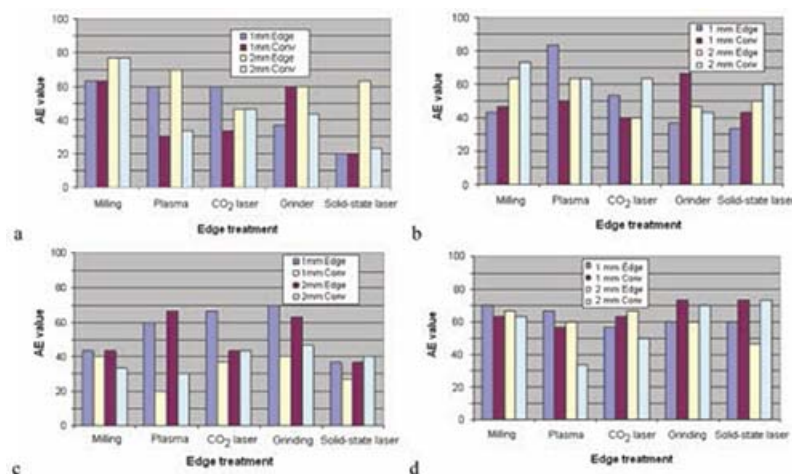 100
80
60
40
20
0
AE value
1mm Edge
1mm Conv
2mm Edge
2mm Conv
Milling Plasma CO2 laser Grinder Solid-state laser
Edge treatment
a
100
80
60
40
20
0
AE value
1 mm Edge
1 mm Conv
2 mm Edge
2 mm Conv
Milling Plasma CO2 laser Grinder Solid-state laser
Edge treatment
b
100
80
60
40
20
0
AE value
1mm Edge
1mm Conv
2mm Edge
2mm Conv
Milling Plasma CO2 laser Grinding Solid-state laser
Edge treatment
c
100
80
60
40
20
0
AE value
1 mm Edge
1 mm Conv
2 mm Edge
2 mm Conv
Milling Plasma CO2 laser Grinding Solid-state laser
Edge treatment
d